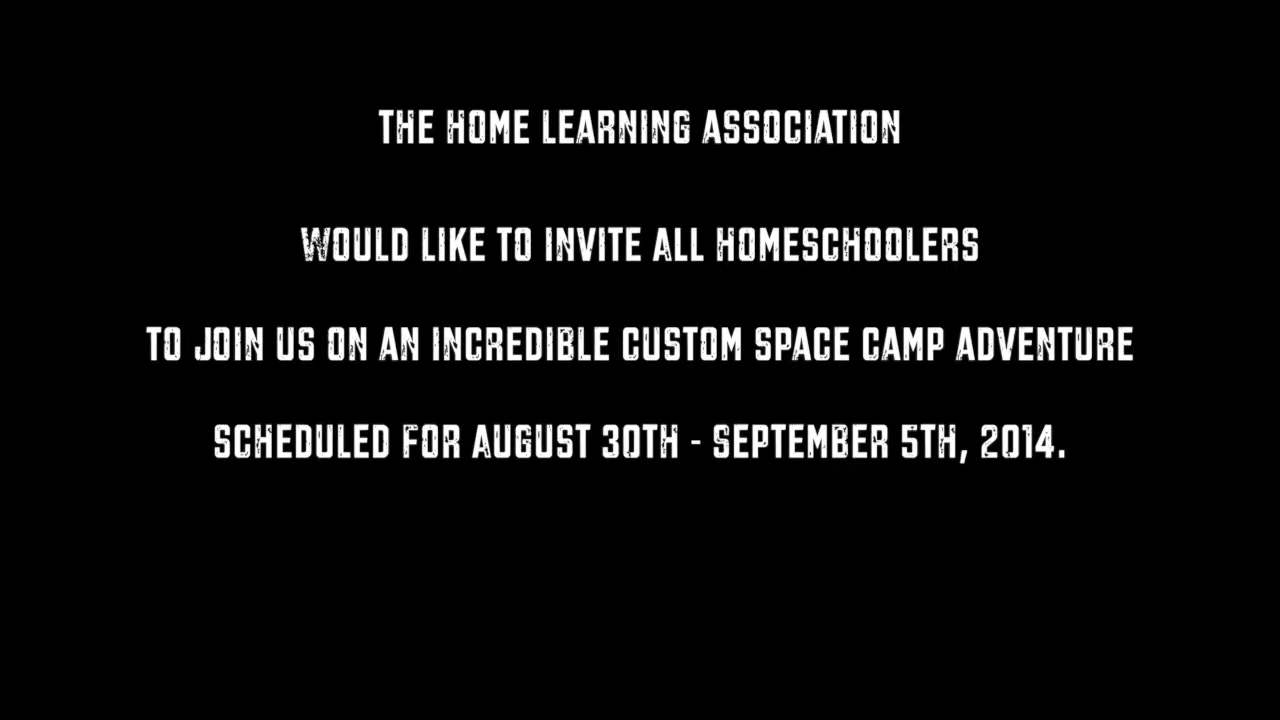 THE HOME LEARNING ASSOCIATION
WOULD LIKE TO INVITE ALL HOMESCHOOLERS
TO JOIN US ON AN INCREDIBLE CUSTOM SPACE CAMP ADVENTURE
SCHEDULED FOR AUGUST 30TH - SEPTEMBER 5TH, 2014.